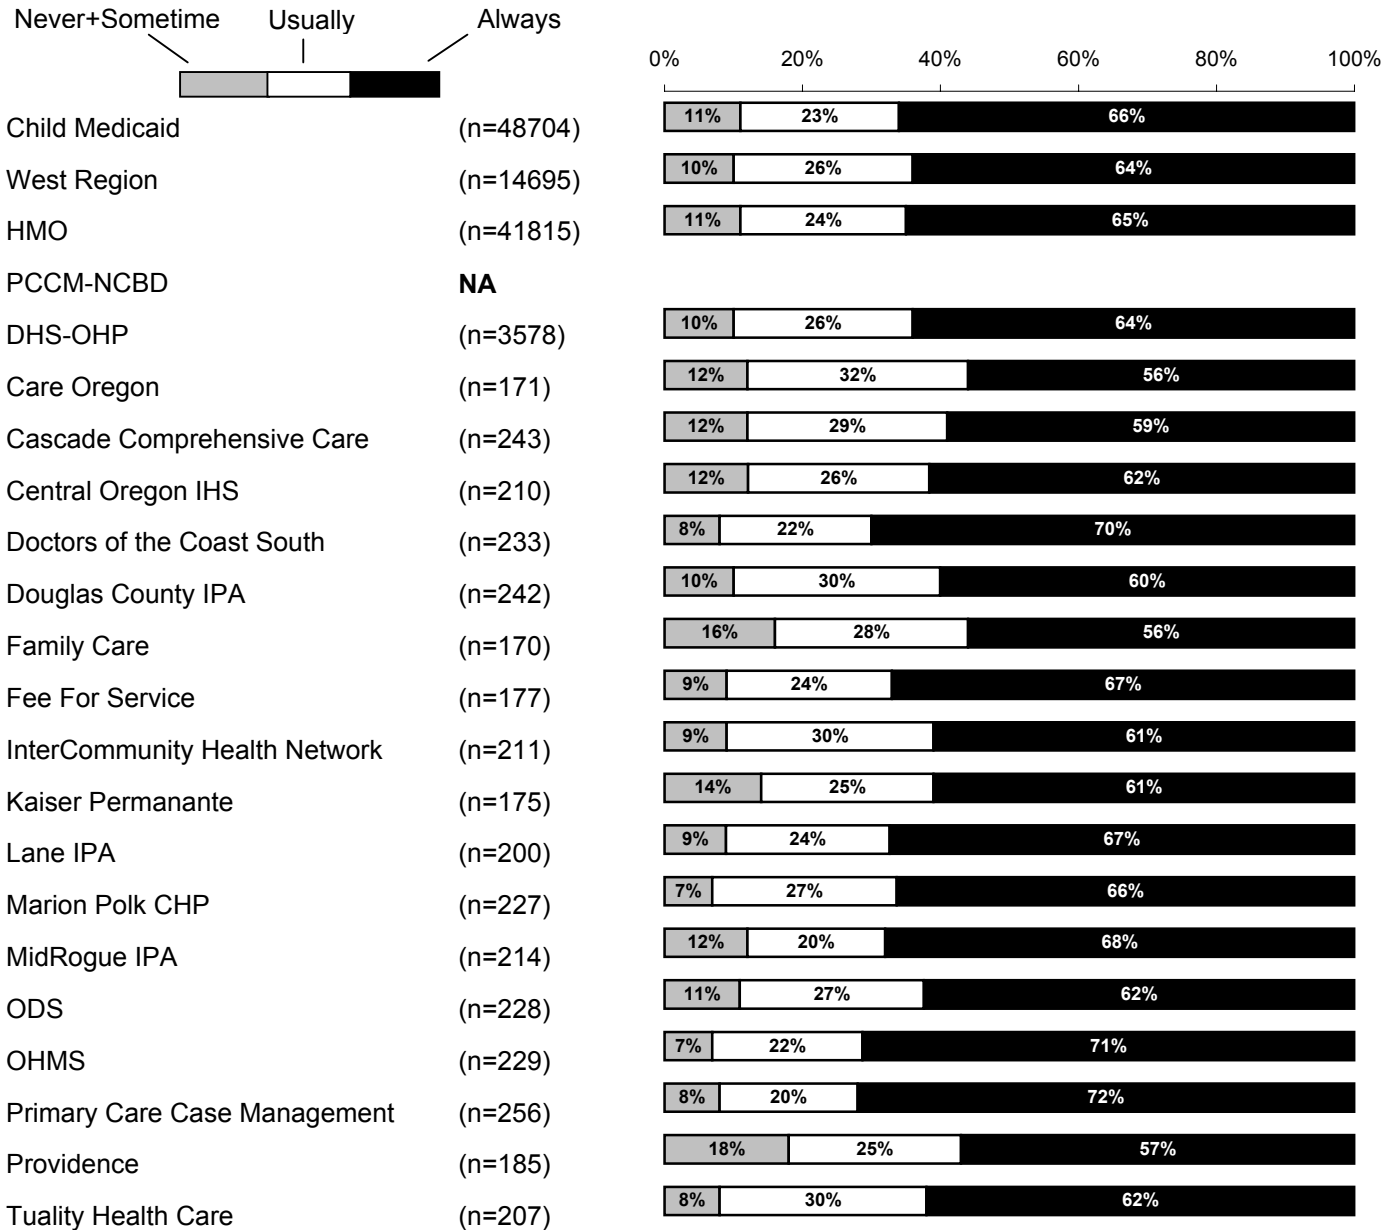 Never+Sometime Usually Always
0% 20% 40% 60% 80% 100%
Child Medicaid (n=48704) 11% 23% 66%
West Region (n=14695) 10% 26% 64%
HMO (n=41815) 11% 24% 65%
PCCM-NCBD NA
DHS-OHP (n=3578) 10% 26% 64%
Care Oregon (n=171) 12% 32% 56%
Cascade Comprehensive Care (n=243) 12% 29% 59%
Central Oregon IHS (n=210) 12% 26% 62%
Doctors of the Coast South (n=233) 8% 22% 70%
Douglas County IPA (n=242) 10% 30% 60%
Family Care (n=170) 16% 28% 56%
Fee For Service (n=177) 9% 24% 67%
InterCommunity Health Network (n=211) 9% 30% 61%
Kaiser Permanante (n=175) 14% 25% 61%
Lane IPA (n=200) 9% 24% 67%
Marion Polk CHP (n=227) 7% 27% 66%
MidRogue IPA (n=214) 12% 20% 68%
ODS (n=228) 11% 27% 62%
OHMS (n=229) 7% 22% 71%
Primary Care Case Management (n=256) 8% 20% 72%
Providence (n=185) 18% 25% 57%
Tuality Health Care (n=207) 8% 30% 62%